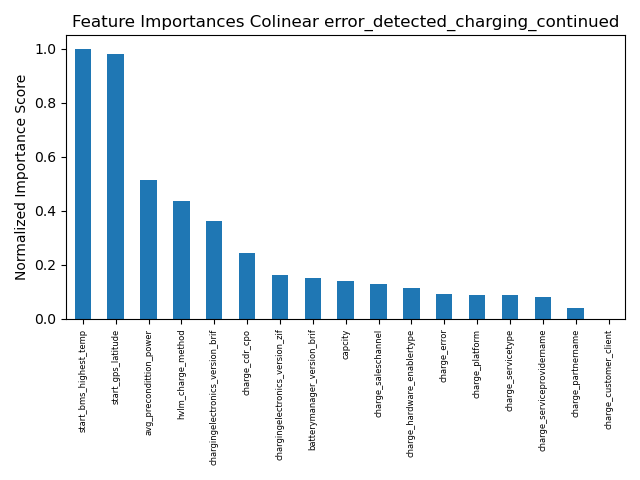 Feature Importances Colinear error_detected_charging_continued
Normalized Importance Score
1.0
0.8
0.6
0.4
0.2
0.0
start_bms_highest_temp
start_gps_latitude
avg_precondition_power
hvlm_charge_method
chargingelectronics_version_brif
charge_cdr_cpo
chargingelectronics_version_zif
batterymanager_version_brif
capcity
charge_saleschannel
charge_hardware_enablertype
charge_error
charge_platform
charge_servicetype
charge_serviceprovidername
charge_partnername
charge_customer_client